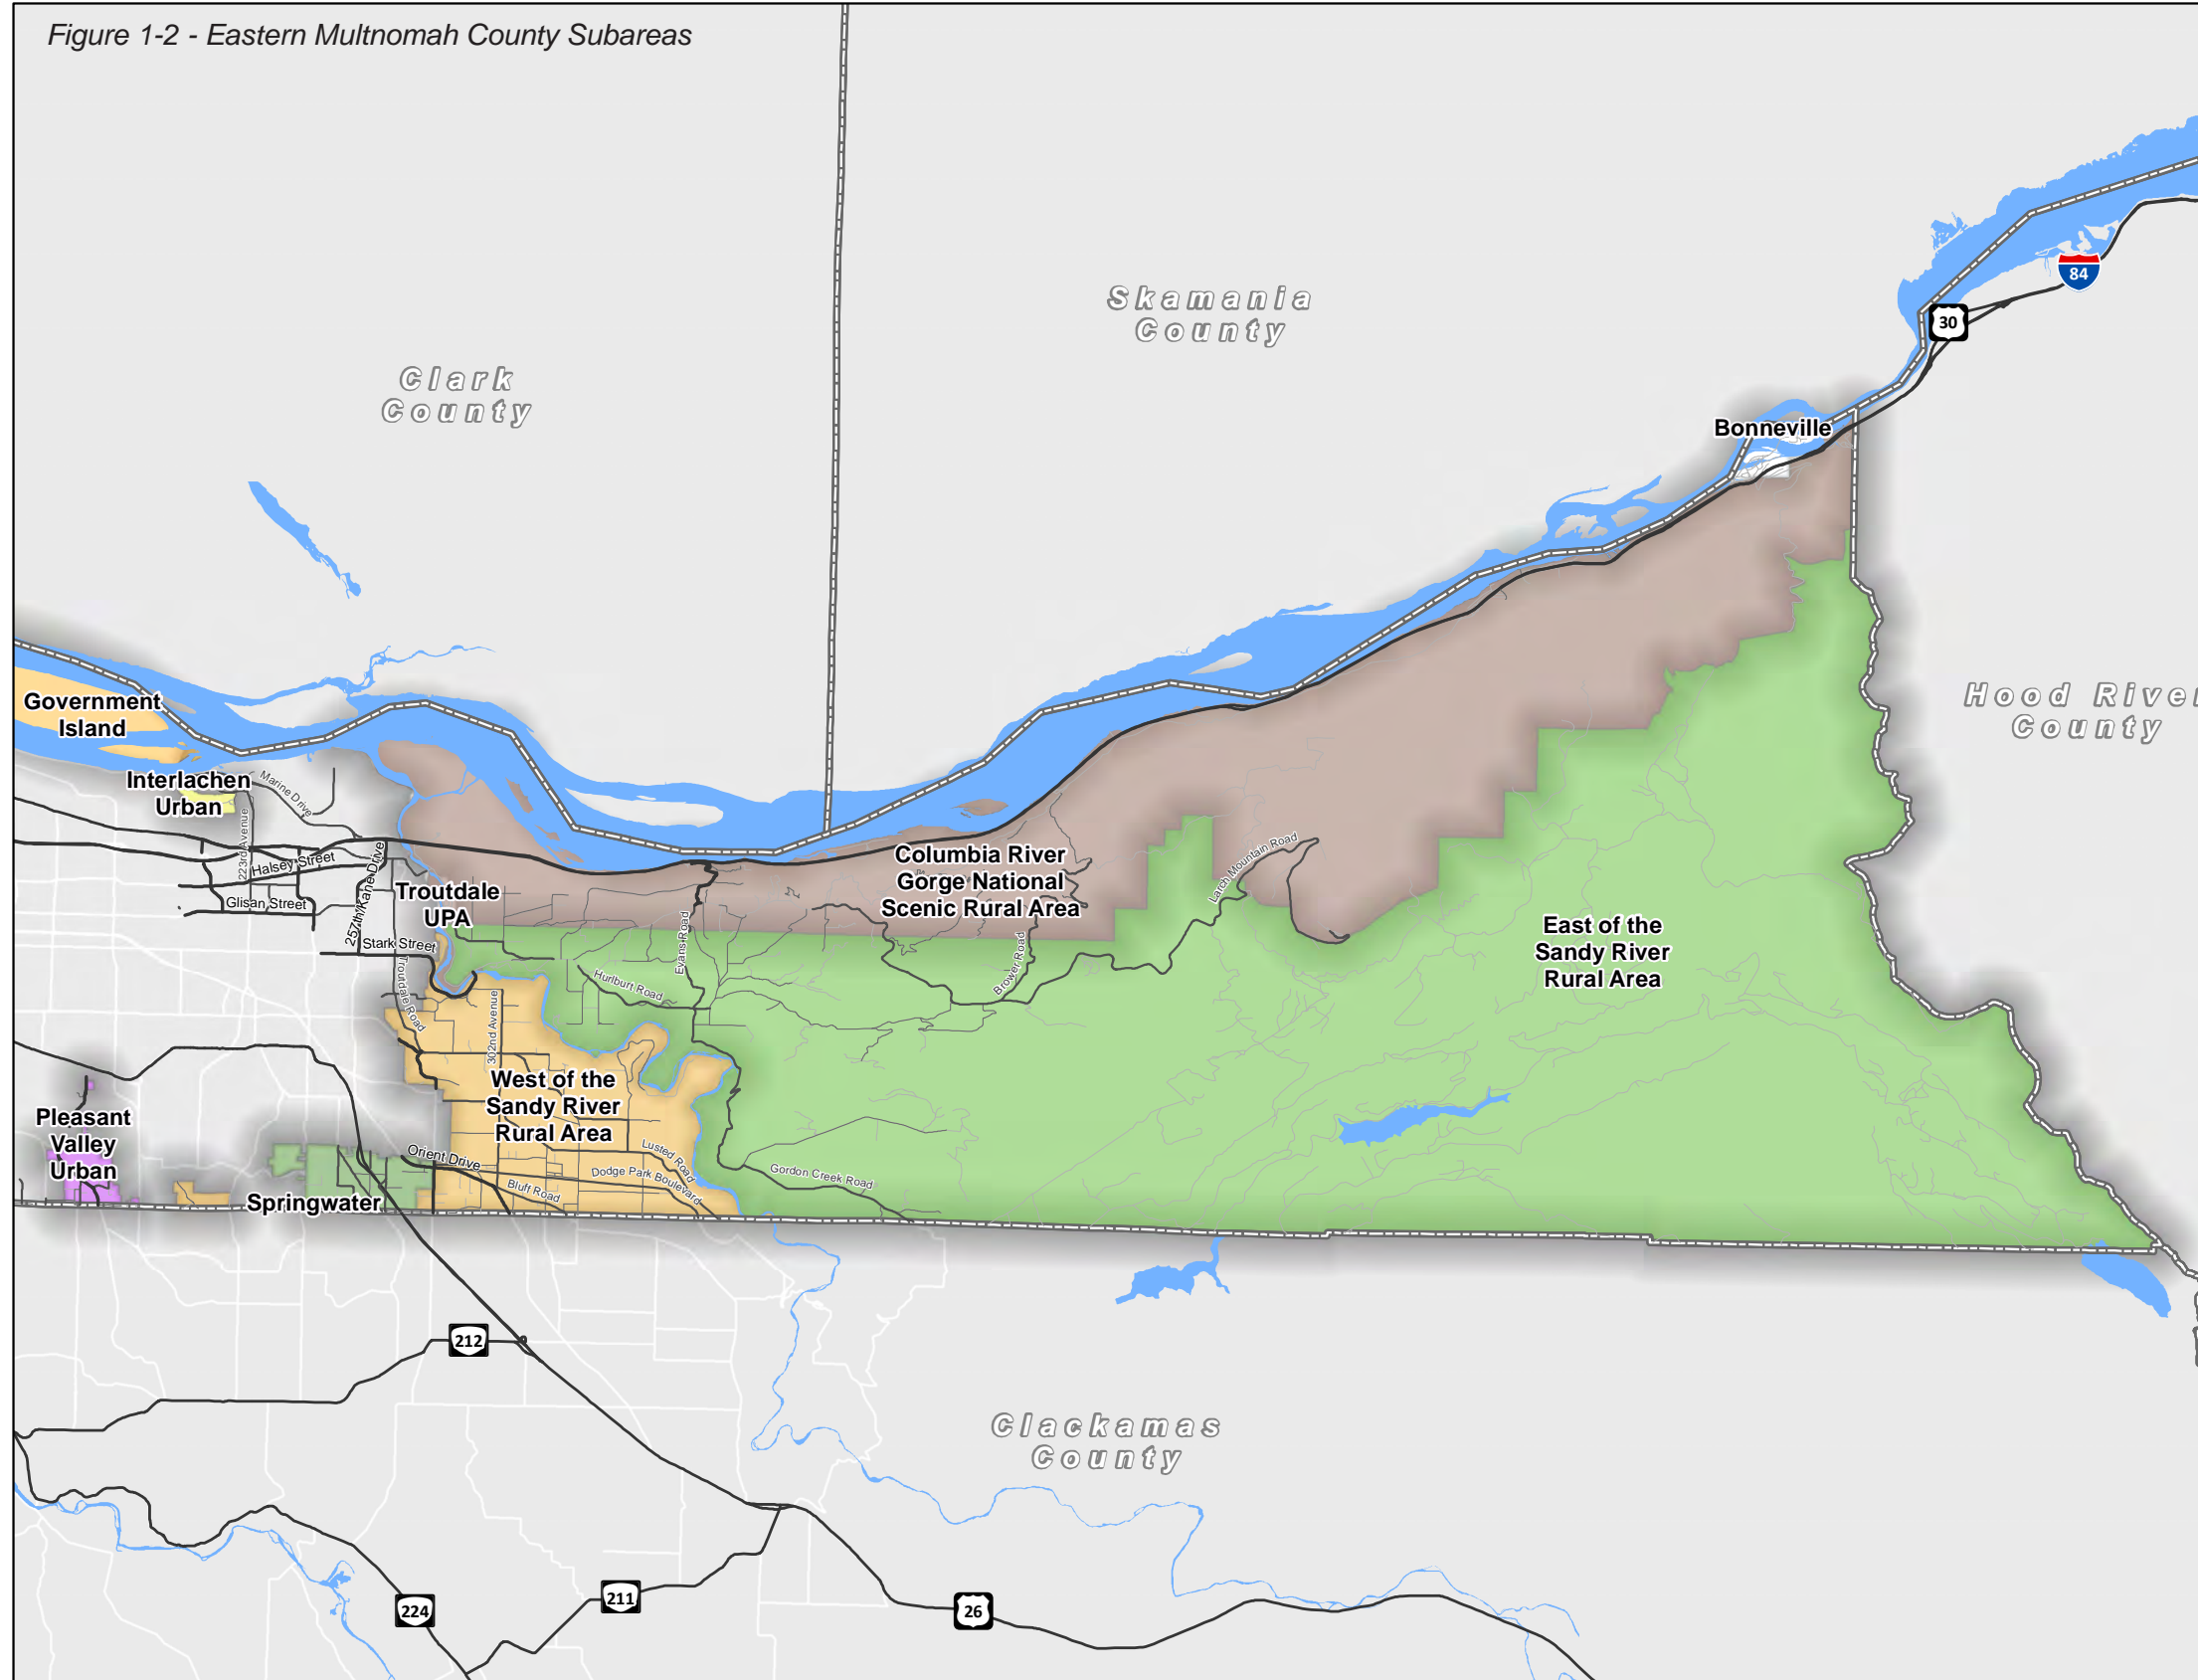 Figure 1-2 - Eastern Multnomah County Subareas
84
30
Skamania
County
Clark
County
Bonneville
Hood River
County
Government
Island
Interlachen
Urban
Marine Drive
223rd Avenue
Halsey Street
Glisan Street
257th/Kane Drive
Troutdale
UPA
Stark Street
Troutdale Road
Columbia River
Gorge National
Scenic Rural Area
Larch Mountain Road
Evans Road
Hurlburt Road
Brower Road
East of the
Sandy River
Rural Area
302nd Avenue
West of the
Sandy River
Rural Area
Pleasant
Valley
Urban
Springwater
Orient Drive
Bluff Road
Lusted Road
Dodge Park Boulevard
Gordon Creek Road
212
Clackamas
County
224
211
26